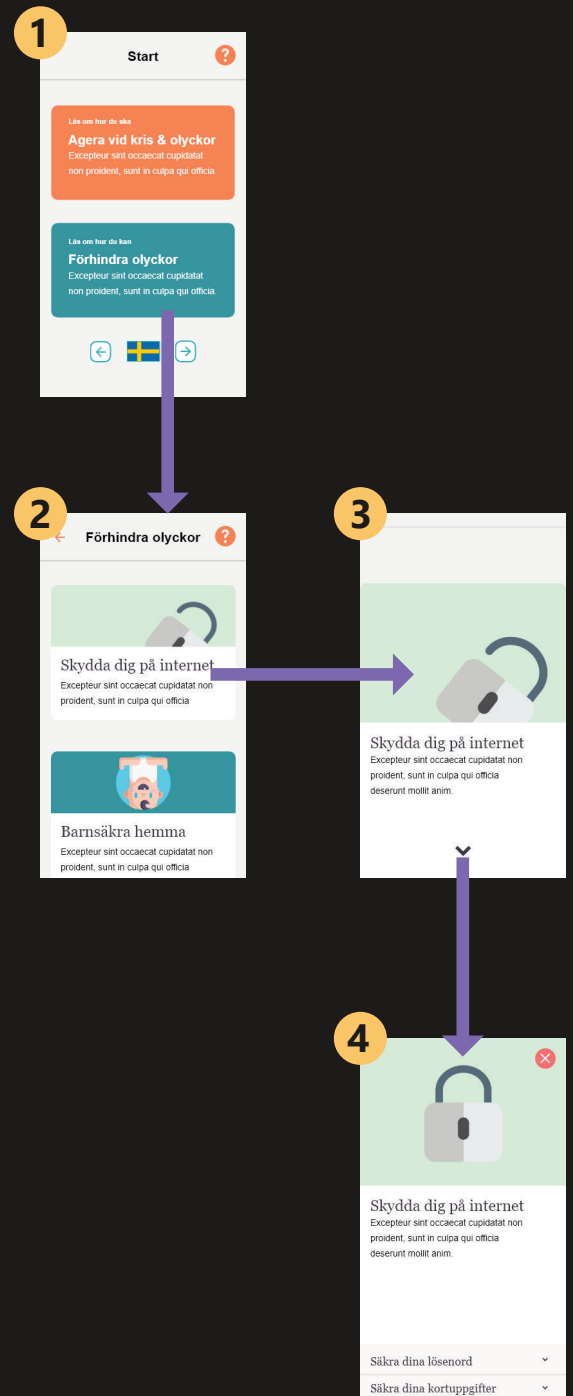 1
Start
?
Läs om hur du ska
Agera vid kris & olyckor
Excepteur sint occaecat cupidatat
non proident, sunt in culpa qui officia
Läs om hur du kan
Förhindra olyckor
Excepteur sint occaecat cupidatat
non proident, sunt in culpa qui officia.
2
Förhindra olyckor
?
Skydda dig på internet
Excepteur sint occaecat cupidatat non
proident, sunt in culpa qui officia
Barnsäkra hemma
Excepteur sint occaecat cupidatat non
proident, sunt in culpa qui officia
3
Skydda dig på internet
Excepteur sint occaecat cupidatat non
proident, sunt in culpa qui officia
deserunt mollit anim.
4
Skydda dig på internet
Excepteur sint occaecat cupidatat non
proident, sunt in culpa qui officia
deserunt mollit anim.
Säkra dina lösenord
Säkra dina kortuppgifter